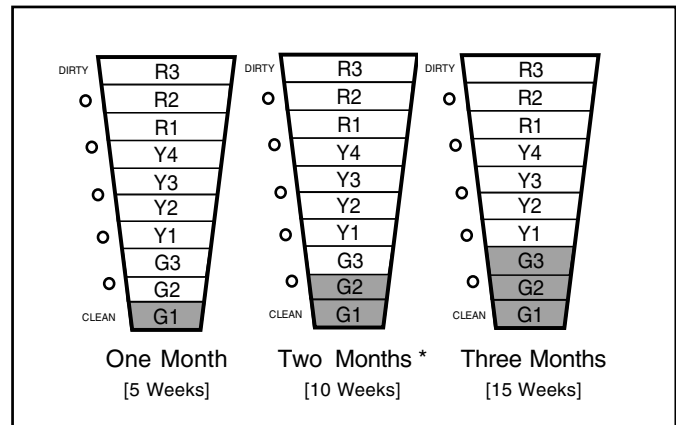 DIRTY
R3
R2
R1
Y4
Y3
Y2
Y1
G3
G2
G1
CLEAN
One Month
[5 Weeks]
DIRTY
R3
R2
R1
Y4
Y3
Y2
Y1
G3
G2
G1
CLEAN
Two Months *
[10 Weeks]
DIRTY
R3
R2
R1
Y4
Y3
Y2
Y1
G3
G2
G1
CLEAN
Three Months
[15 Weeks]